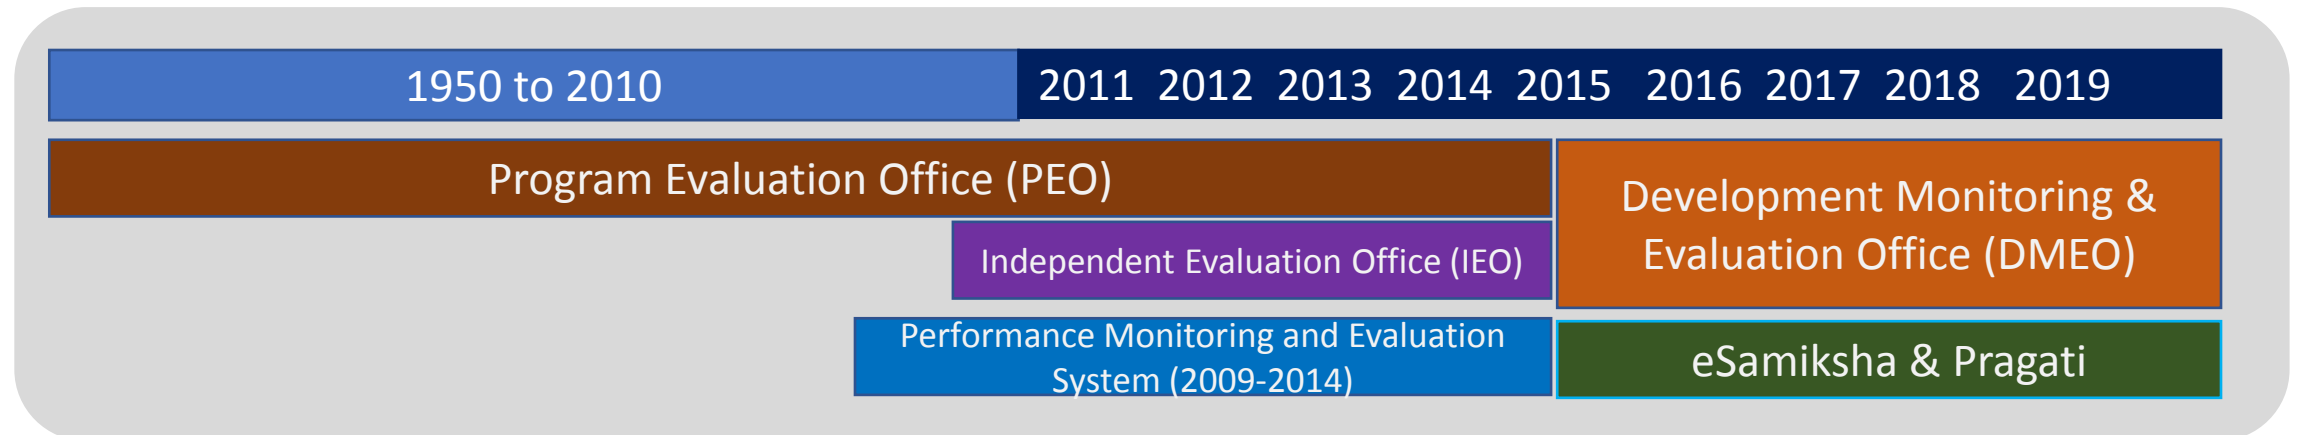 1950 to 2010
2011 2012 2013 2014 2015 2016 2017 2018 2019
Program Evaluation Office (PEO)
Development Monitoring &
Evaluation Office (DMEO)
Independent Evaluation Office (IEO)
Performance Monitoring and Evaluation
System (2009-2014)
eSamiksha & Pragati